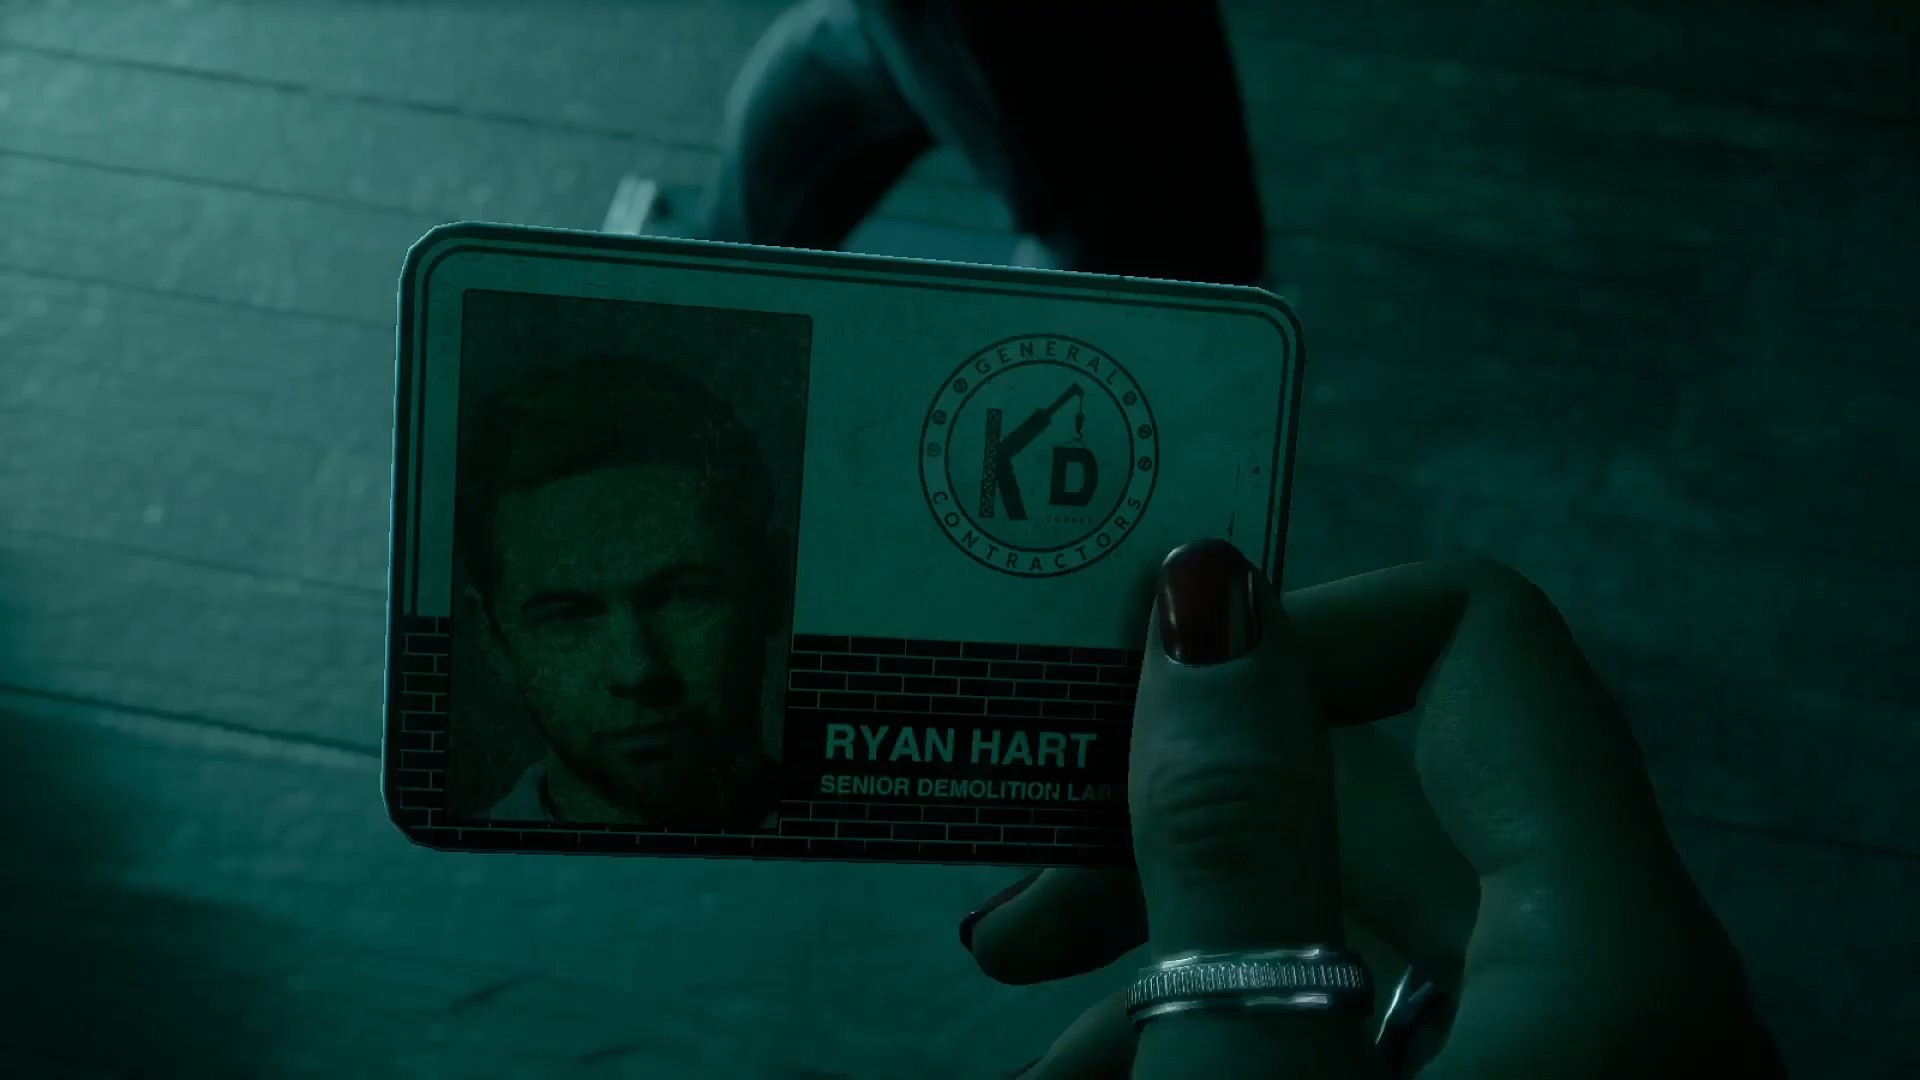 GENERAL
KD
CONTRACTORS
RYAN HART
SENIOR DEMOLITION LAB